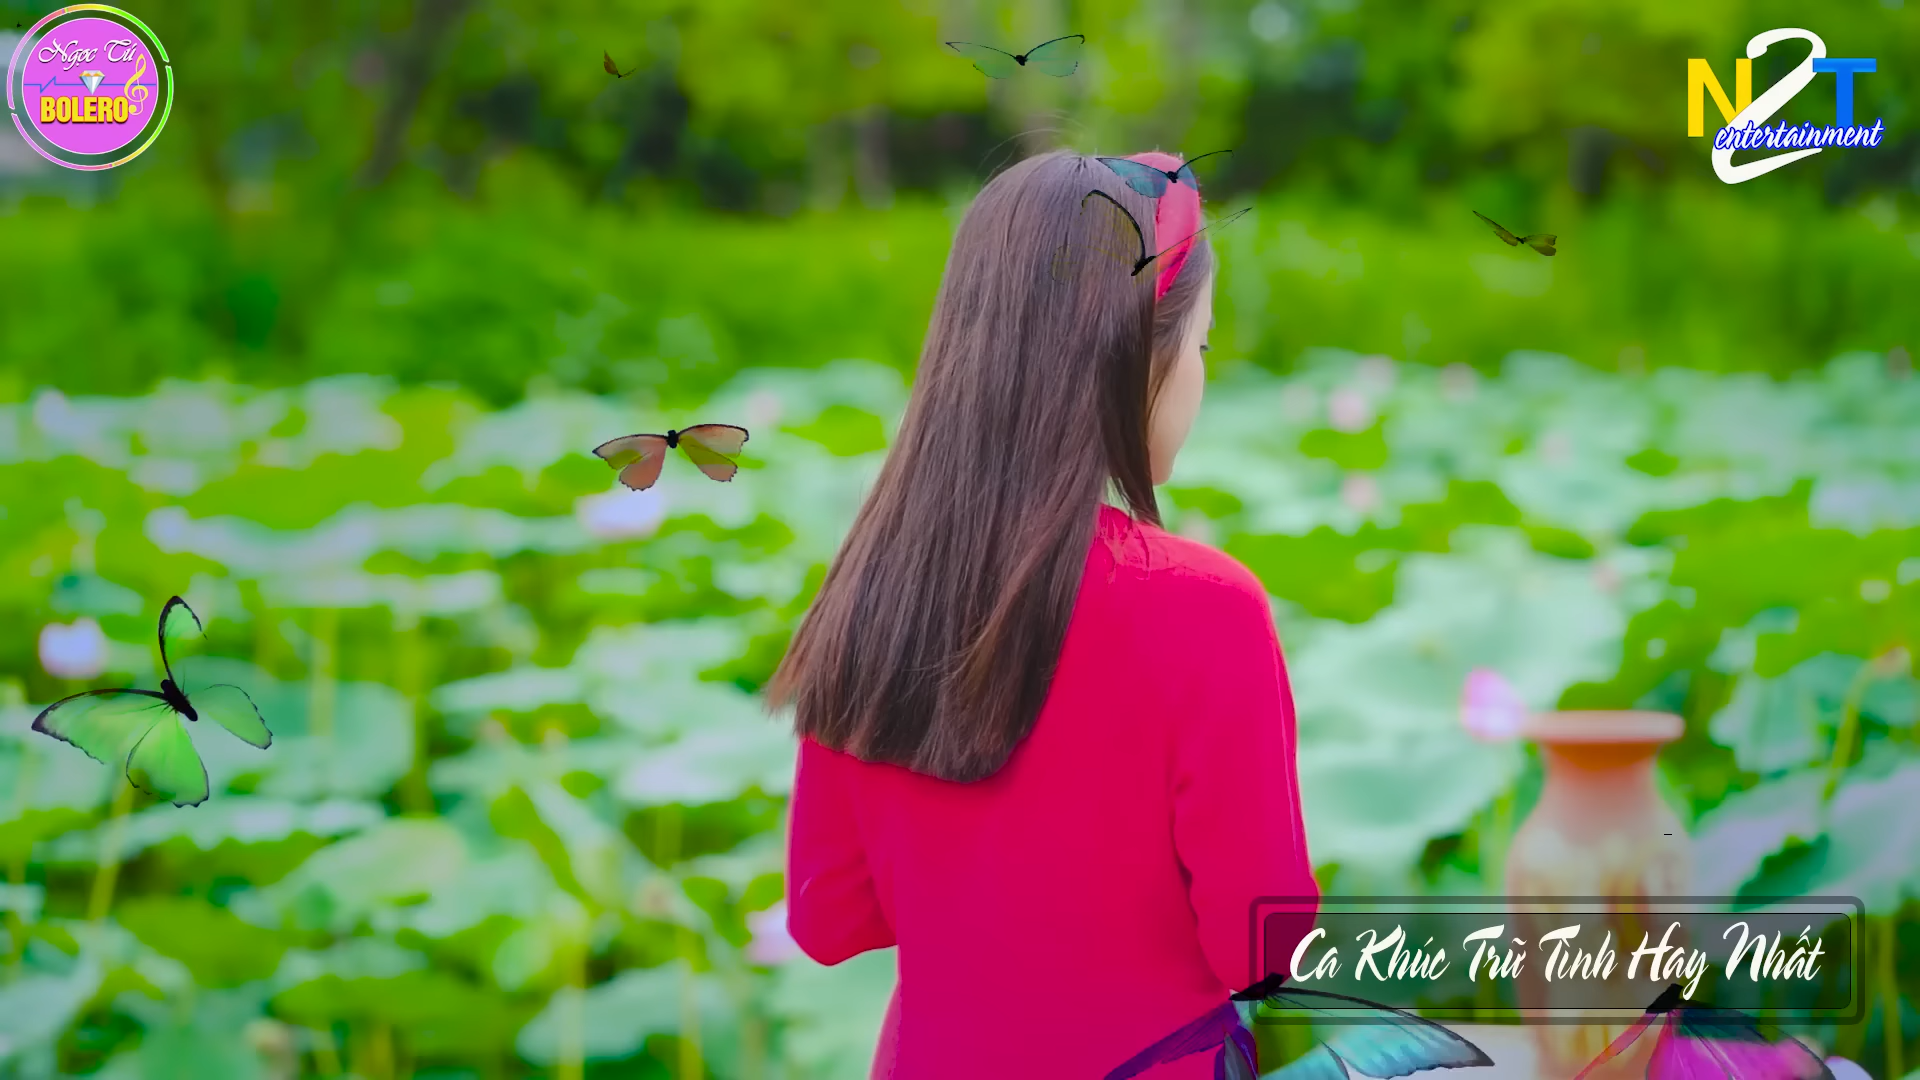 Ngọc Tú
BOLERO
N2T
entertainment
Ca Khúc Trữ Tình Hay Nhất